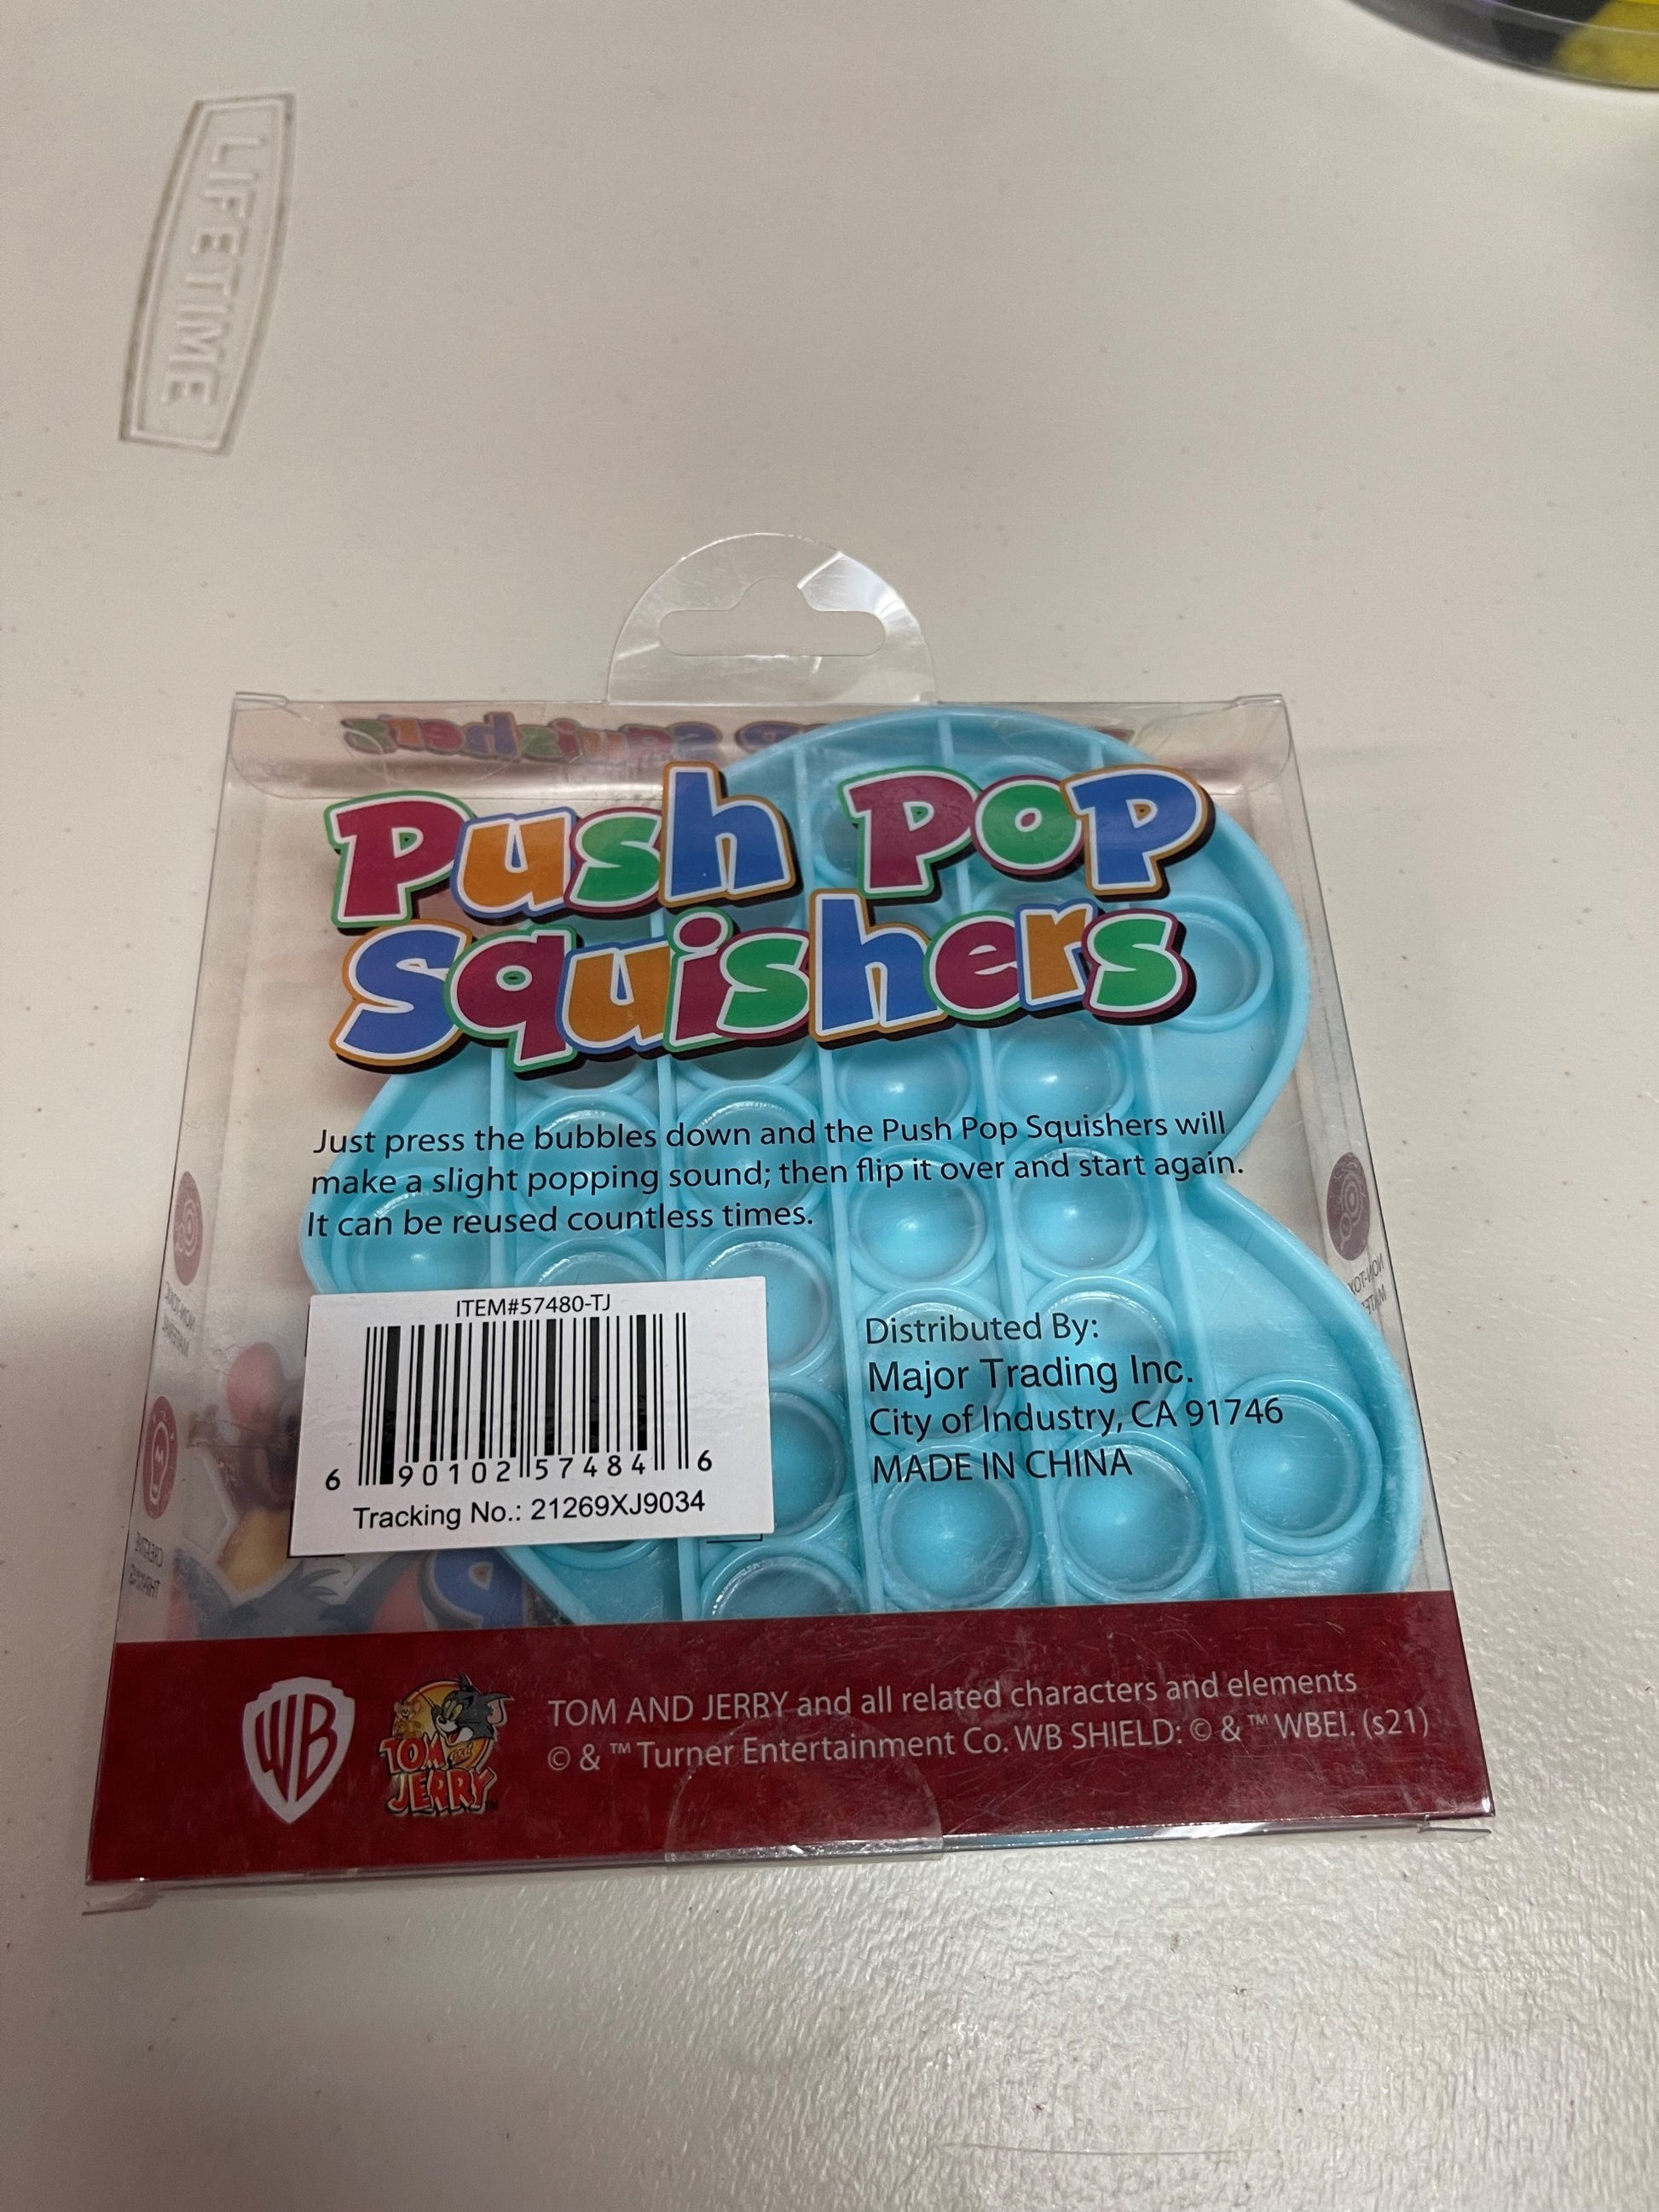 LIFETIME
Push Pop
Squishers
Just press the bubbles down and the Push Pop Squishers will
make a slight popping sound; then flip it over and start again.
It can be reused countless times.
ITEM#57480-TJ
6 90102 57484 6
Tracking No.: 21269XJ9034
Distributed By:
Major Trading Inc.
City of Industry, CA 91746
MADE IN CHINA
WB
TOM and
JERRY
TOM AND JERRY and all related characters and elements
© & ™ Turner Entertainment Co. WB SHIELD: © & ™ WBEI. (s21)